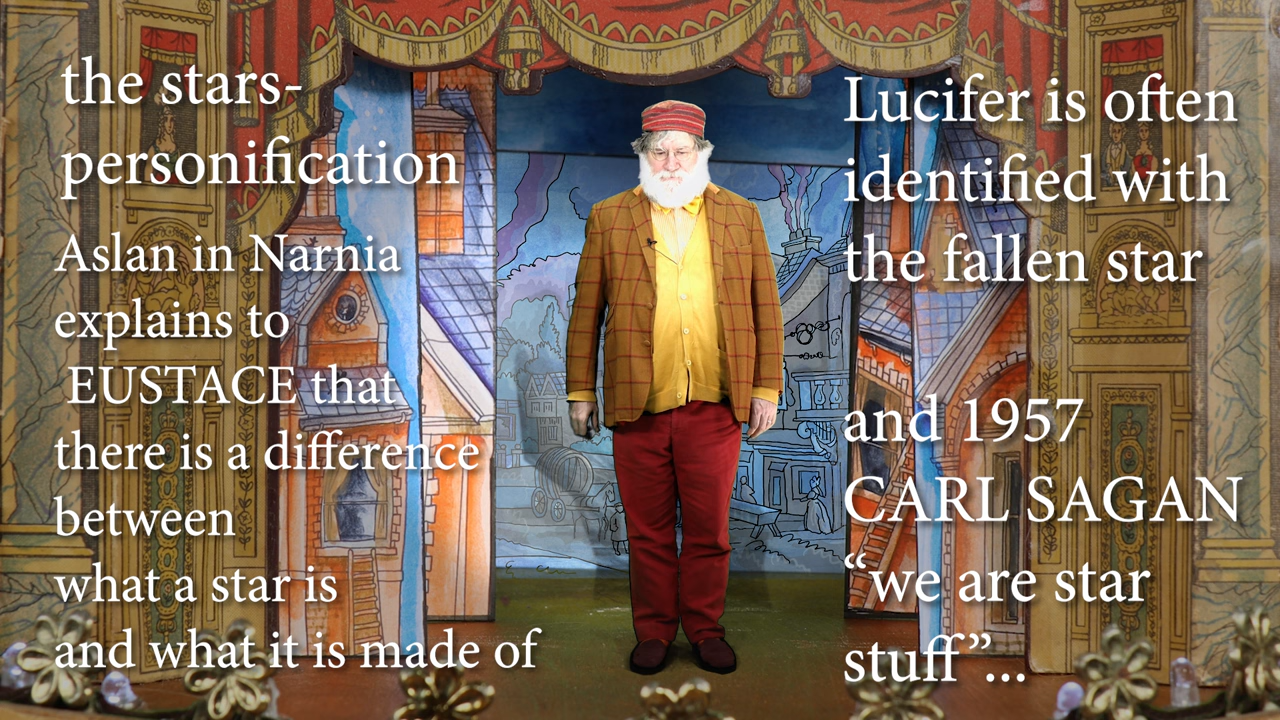 the stars-
personification
Aslan in Narnia
explains to
EUSTACE that
there is a difference
between
what a star is
and what it is made of
Lucifer is often
identified with
the fallen star
and 1957
CARL SAGAN
“we are star
stuff”...